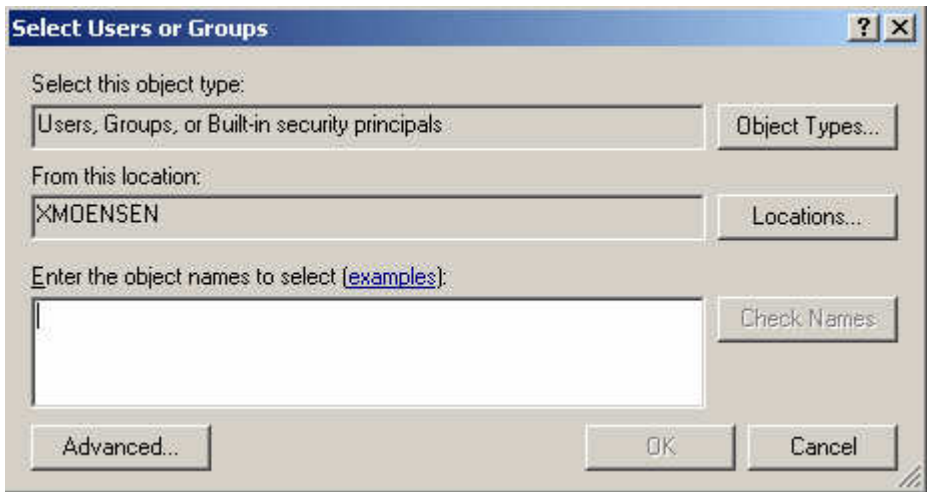 Select Users or Groups
Select this object type:
Users, Groups, or Built-in security principals
Object Types...
From this location:
XMOENSEN
Locations...
Enter the object names to select (examples):
Check Names
Advanced...
OK
Cancel